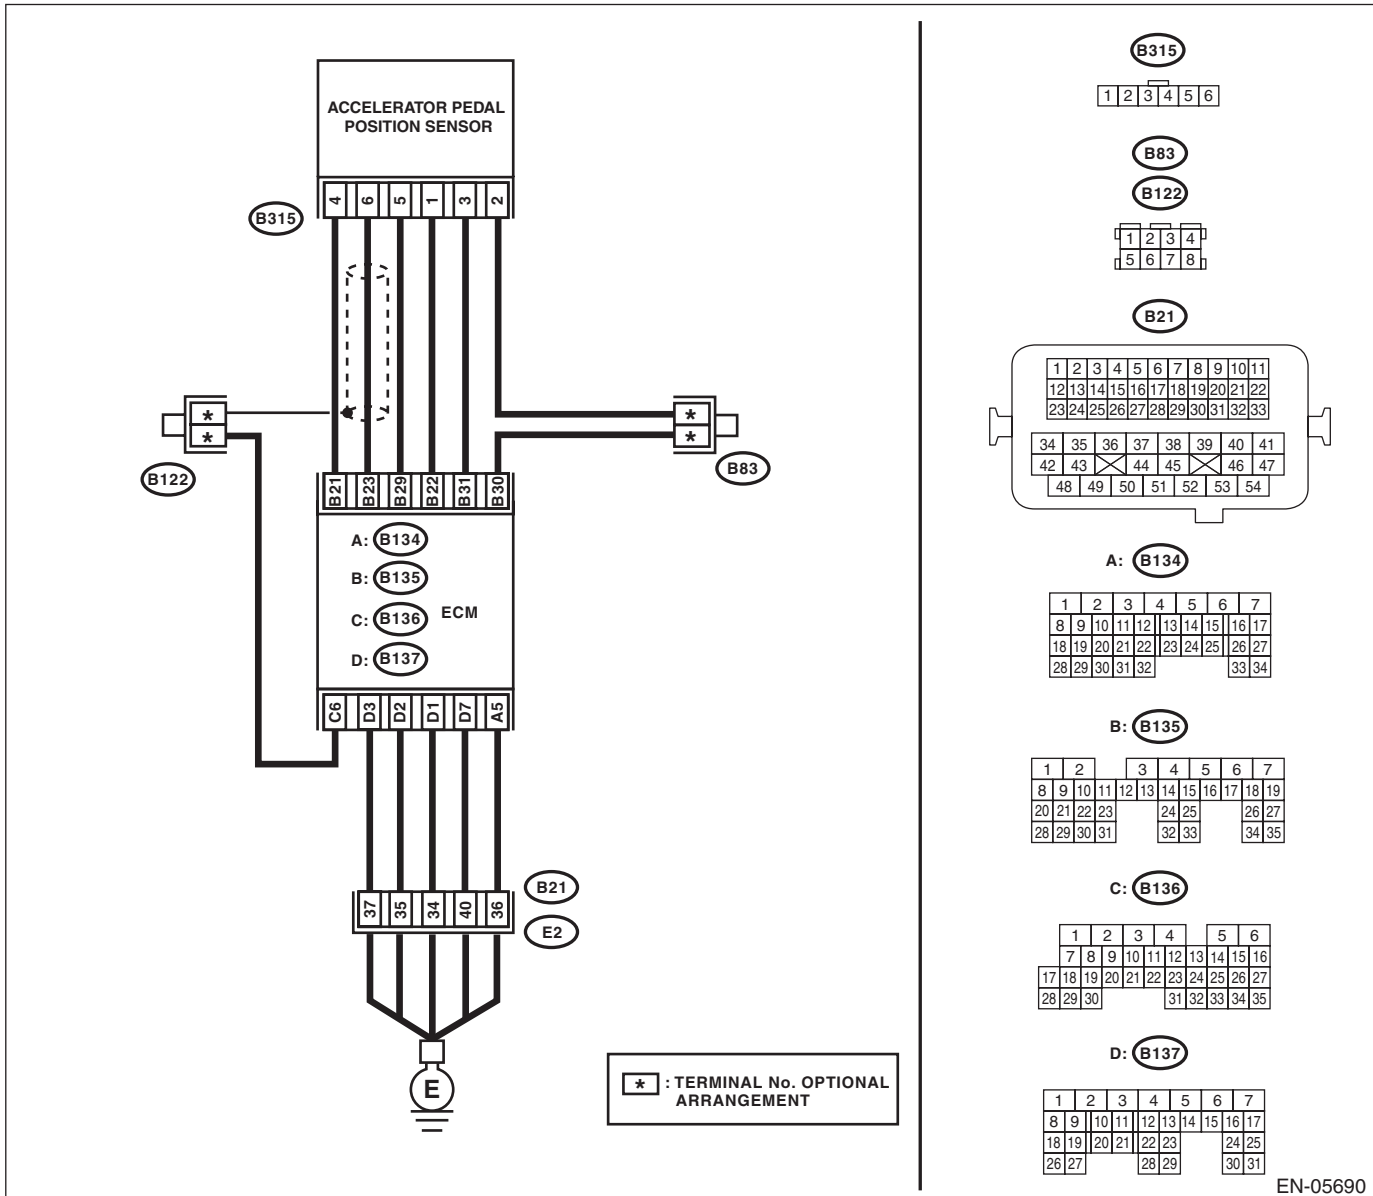 ACCELERATOR PEDAL
POSITION SENSOR
4 6 5 1 3 2
B315
* *
* *
B122
B83
B21 B23 B29 B22 B31 B30
A: B134
B: B135
C: B136
ECM
D: B137
C6 D3 D2 D1 D7 A5
B21
37 35 34 40 36
E2
E
* : TERMINAL No. OPTIONAL
ARRANGEMENT
B315
1 2 3 4 5 6
B83
B122
1 2 3 4
5 6 7 8
B21
1 2 3 4 5 6 7 8 9 10 11
12 13 14 15 16 17 18 19 20 21 22
23 24 25 26 27 28 29 30 31 32 33
34 35 36 37 38 39 40 41
42 43 44 45 46 47
48 49 50 51 52 53 54
A: B134
1 2 3 4 5 6 7
8 9 10 11 12 13 14 15 16 17
18 19 20 21 22 23 24 25 26 27
28 29 30 31 32 33 34
B: B135
1 2 3 4 5 6 7
8 9 10 11 12 13 14 15 16 17 18 19
20 21 22 23 24 25 26 27
28 29 30 31 32 33 34 35
C: B136
1 2 3 4 5 6
7 8 9 10 11 12 13 14 15 16
17 18 19 20 21 22 23 24 25 26 27
28 29 30 31 32 33 34 35
D: B137
1 2 3 4 5 6 7
8 9 10 11 12 13 14 15 16 17
18 19 20 21 22 23 24 25
26 27 28 29 30 31
EN-05690